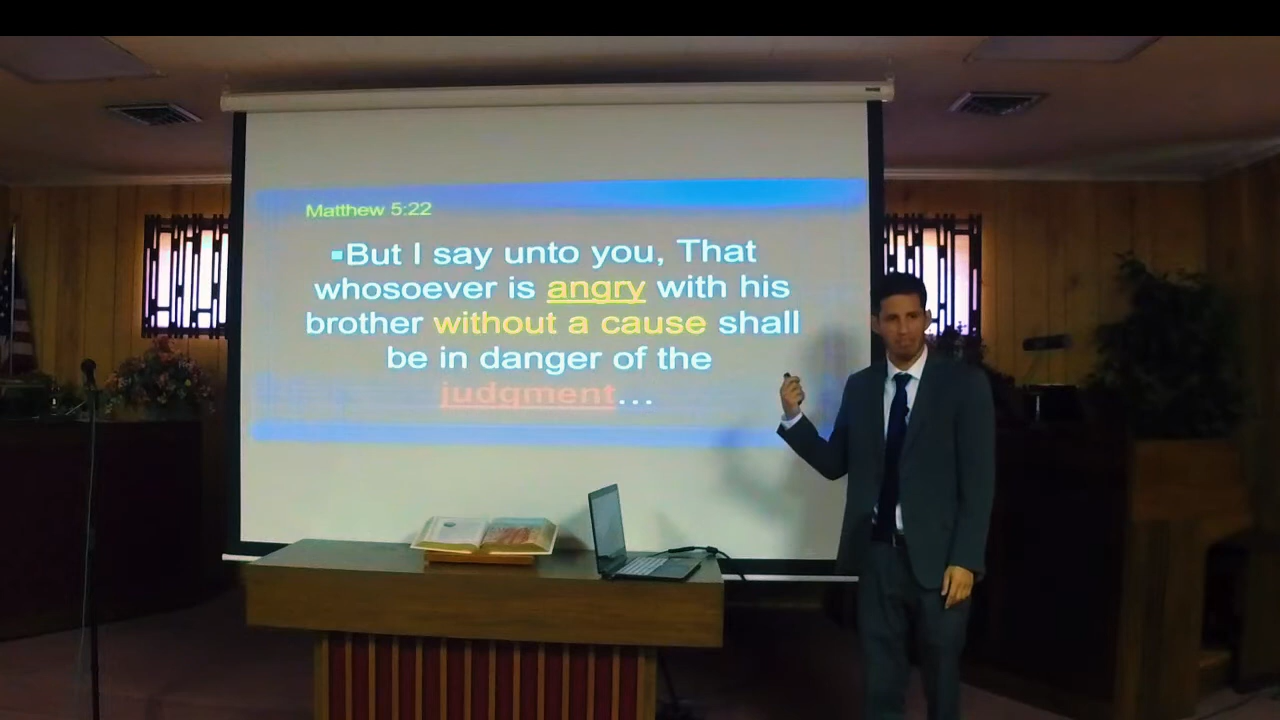 Matthew 5:22
▪But I say unto you, That
whosoever is angry with his
brother without a cause shall
be in danger of the
judgment...